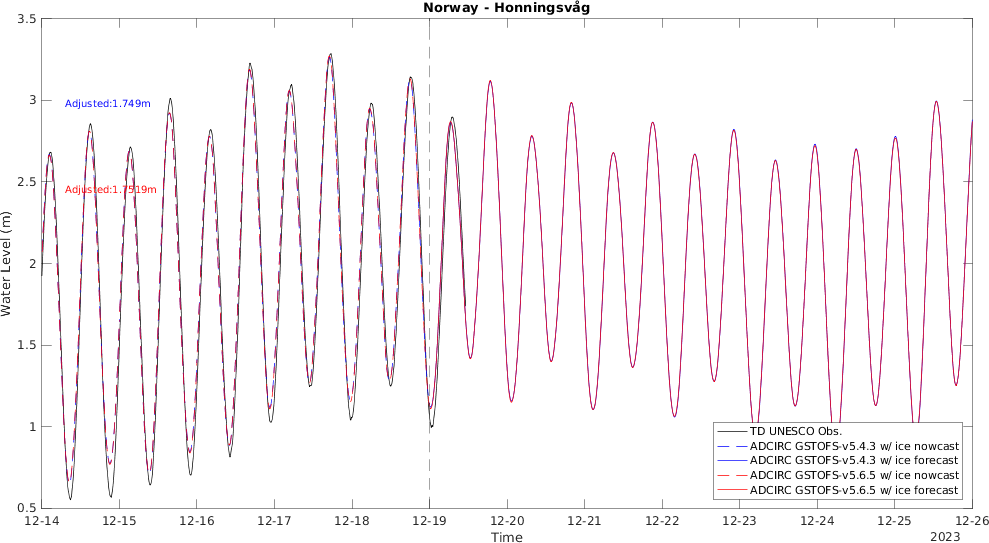 Norway - Honningsvåg
3.5
3
2.5
2
1.5
1
0.5
Water Level (m)
Adjusted:1.749m
Adjusted:1.7519m
TD UNESCO Obs.
ADCIRC GSTOFS-v5.4.3 w/ ice nowcast
ADCIRC GSTOFS-v5.4.3 w/ ice forecast
ADCIRC GSTOFS-v5.6.5 w/ ice nowcast
ADCIRC GSTOFS-v5.6.5 w/ ice forecast
12-14 12-15 12-16 12-17 12-18 12-19 12-20 12-21 12-22 12-23 12-24 12-25 12-26
Time
2023